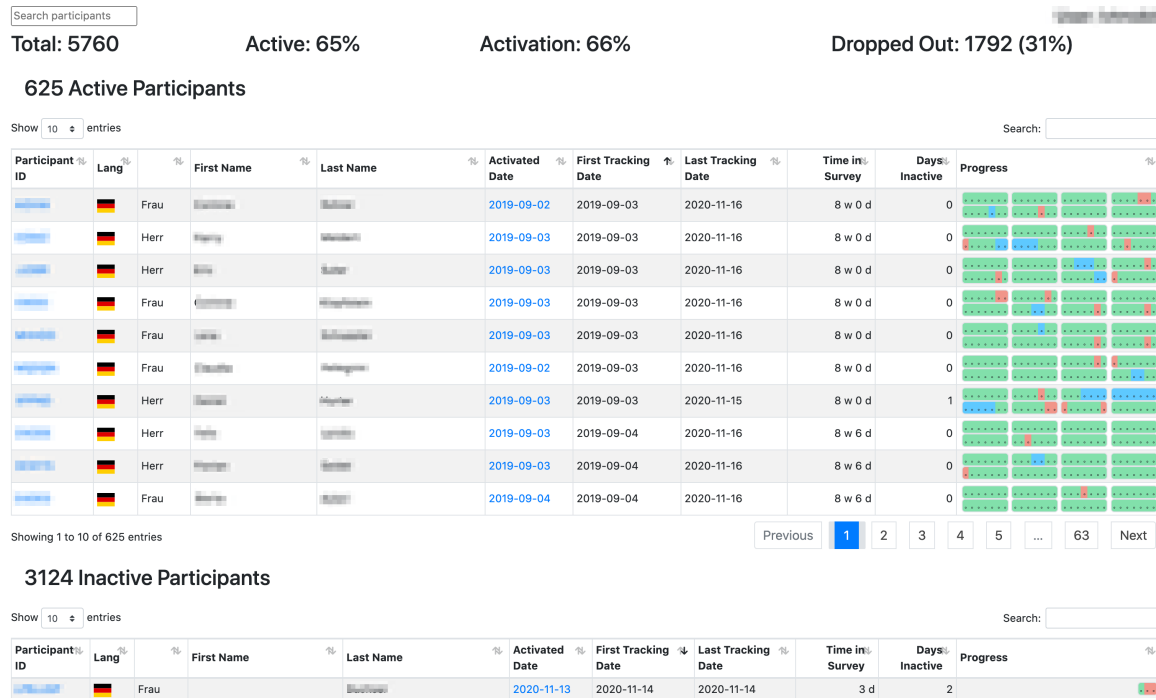 Search participants
Total: 5760 Active: 65% Activation: 66% Dropped Out: 1792 (31%)
625 Active Participants
Show 10 entries Search:
Participant ID Lang First Name Last Name Activated Date First Tracking Date Last Tracking Date Time in Survey Days Inactive Progress
Frau 2019-09-02 2019-09-03 2020-11-16 8 w 0 d 0
Herr 2019-09-03 2019-09-03 2020-11-16 8 w 0 d 0
Herr 2019-09-03 2019-09-03 2020-11-16 8 w 0 d 0
Frau 2019-09-03 2019-09-03 2020-11-16 8 w 0 d 0
Frau 2019-09-03 2019-09-03 2020-11-16 8 w 0 d 0
Frau 2019-09-02 2019-09-03 2020-11-16 8 w 0 d 0
Herr 2019-09-03 2019-09-03 2020-11-15 8 w 0 d 1
Herr 2019-09-03 2019-09-04 2020-11-16 8 w 6 d 0
Herr 2019-09-03 2019-09-04 2020-11-16 8 w 6 d 0
Frau 2019-09-04 2019-09-04 2020-11-16 8 w 6 d 0
Showing 1 to 10 of 625 entries Previous 1 2 3 4 5 ... 63 Next
3124 Inactive Participants
Show 10 entries Search:
Participant ID Lang First Name Last Name Activated Date First Tracking Date Last Tracking Date Time in Survey Days Inactive Progress
Frau 2020-11-13 2020-11-14 2020-11-14 3 d 2